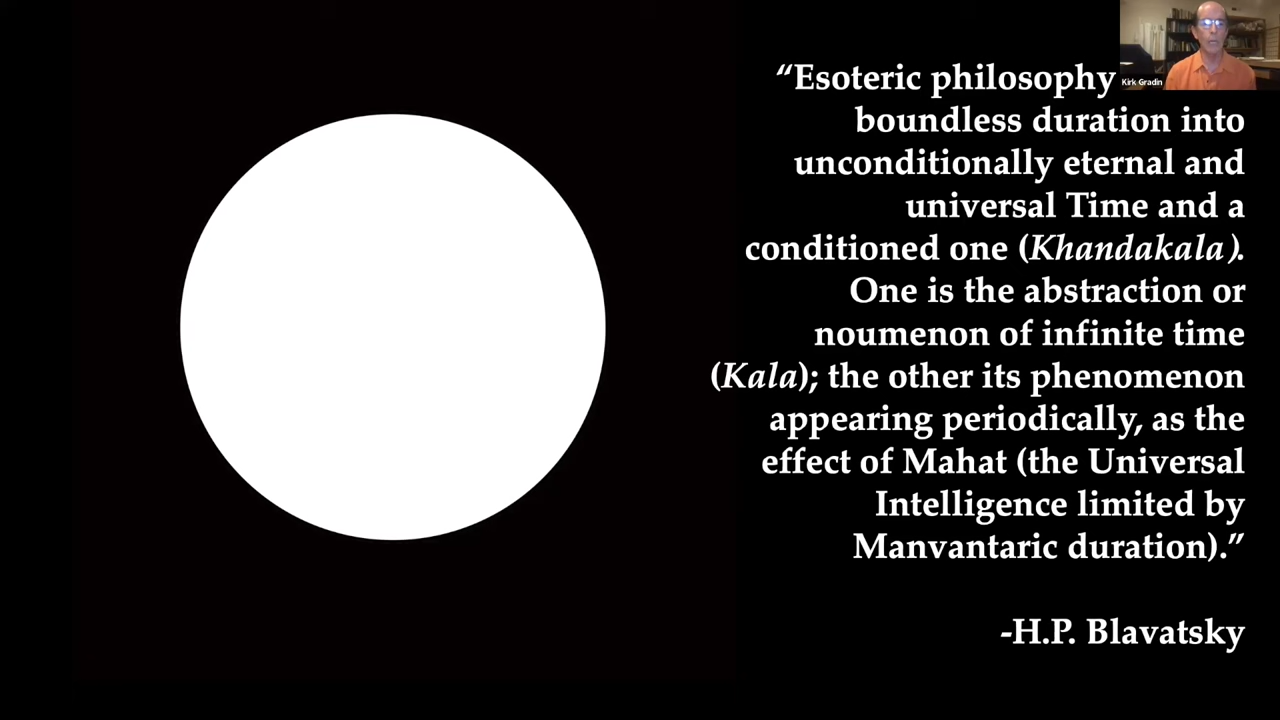 “Esoteric philosophy
boundless duration into
unconditionally eternal and
universal Time and a
conditioned one (Khandakala).
One is the abstraction or
noumenon of infinite time
(Kala); the other its phenomenon
appearing periodically, as the
effect of Mahat (the Universal
Intelligence limited by
Manvantaric duration).”
-H.P. Blavatsky
Kirk Gradin